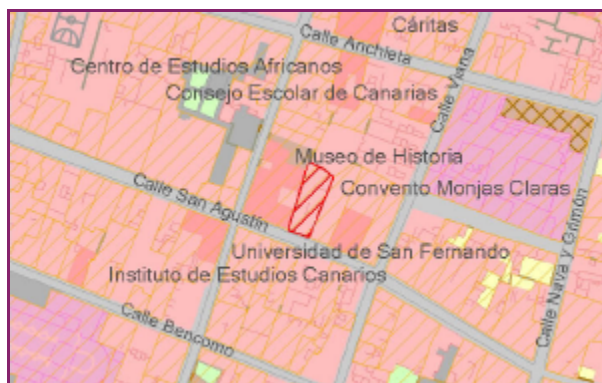 Cáritas
Calle Anchieta
Centro de Estudios Africanos
Consejo Escolar de Canarias
Calle Viana
Museo de Historia
Convento Monjas Claras
Calle San Agustín
Universidad de San Fernando
Instituto de Estudios Canarios
Calle Nava y Grimón
Calle Bencomo